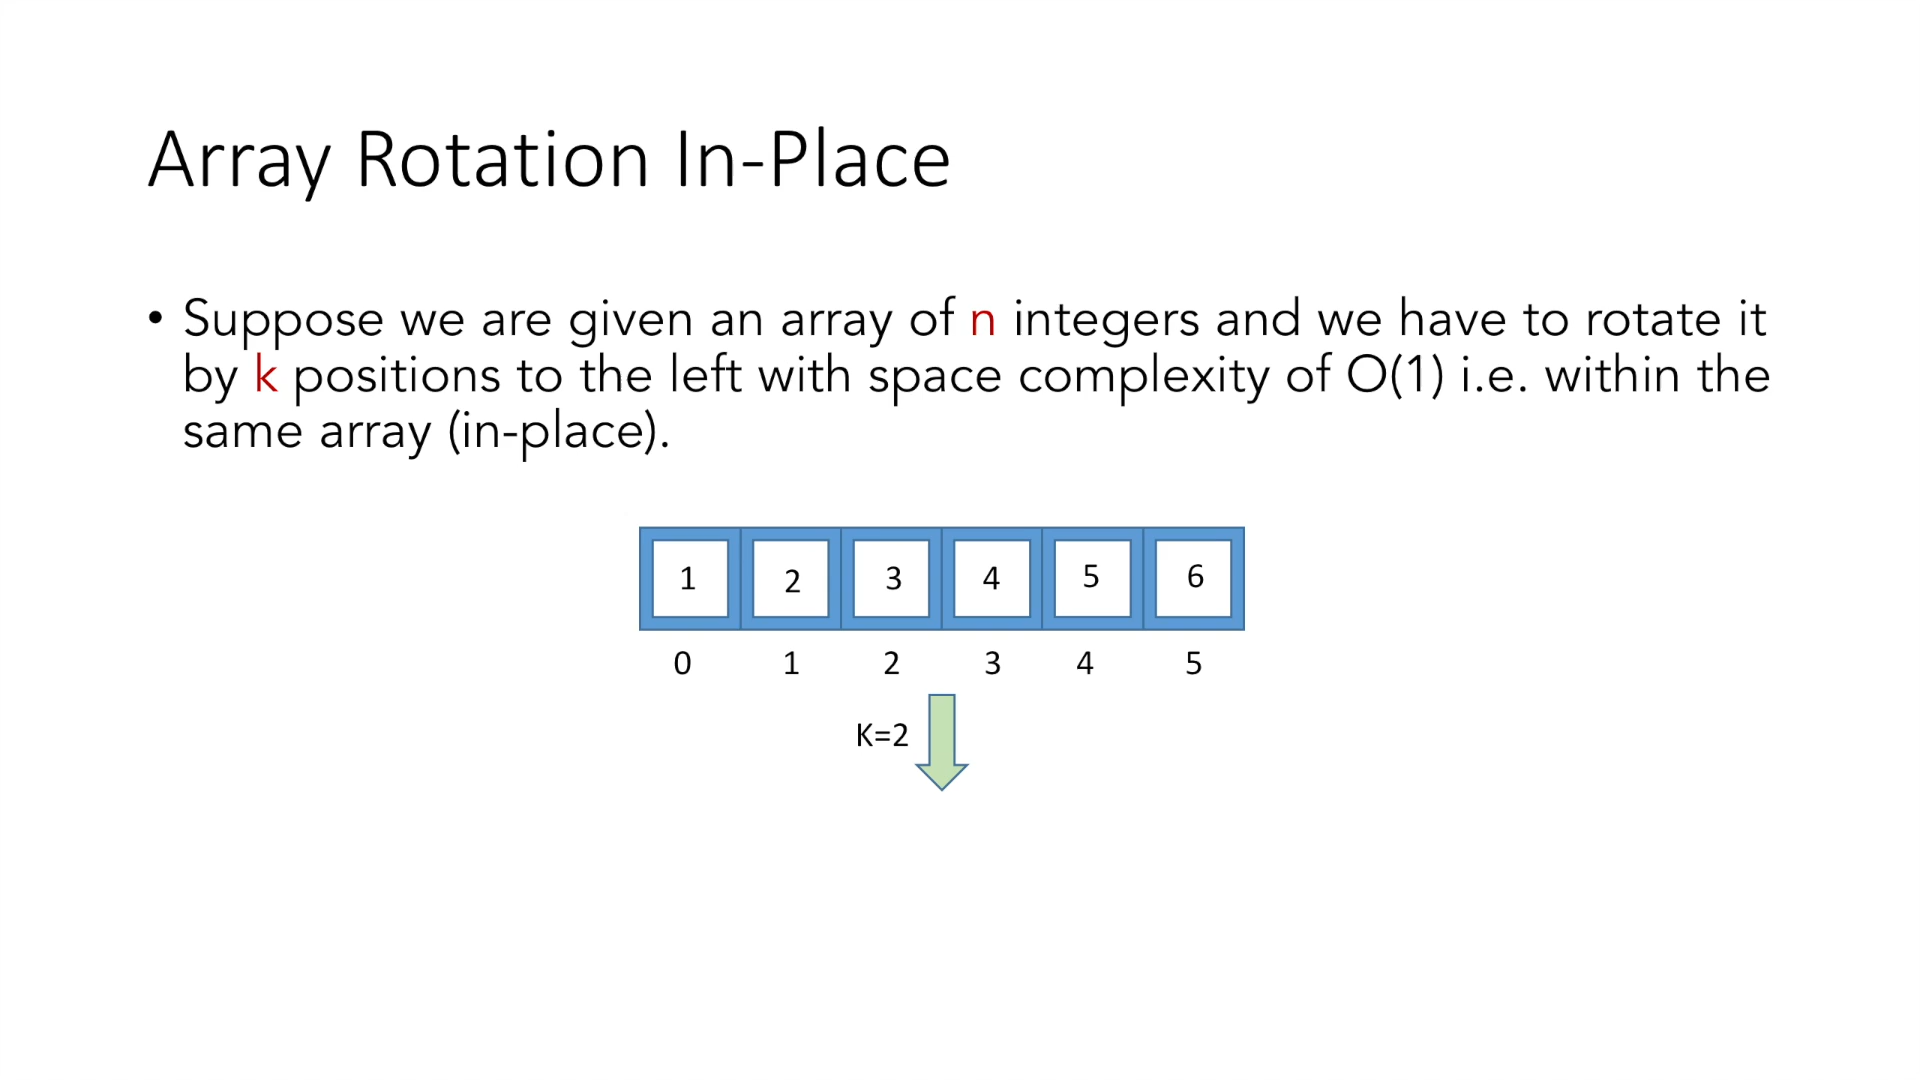 Array Rotation In-Place
• Suppose we are given an array of n integers and we have to rotate it
by k positions to the left with space complexity of O(1) i.e. within the
same array (in-place).
1 2 3 4 5 6
0 1 2 3 4 5
K=2